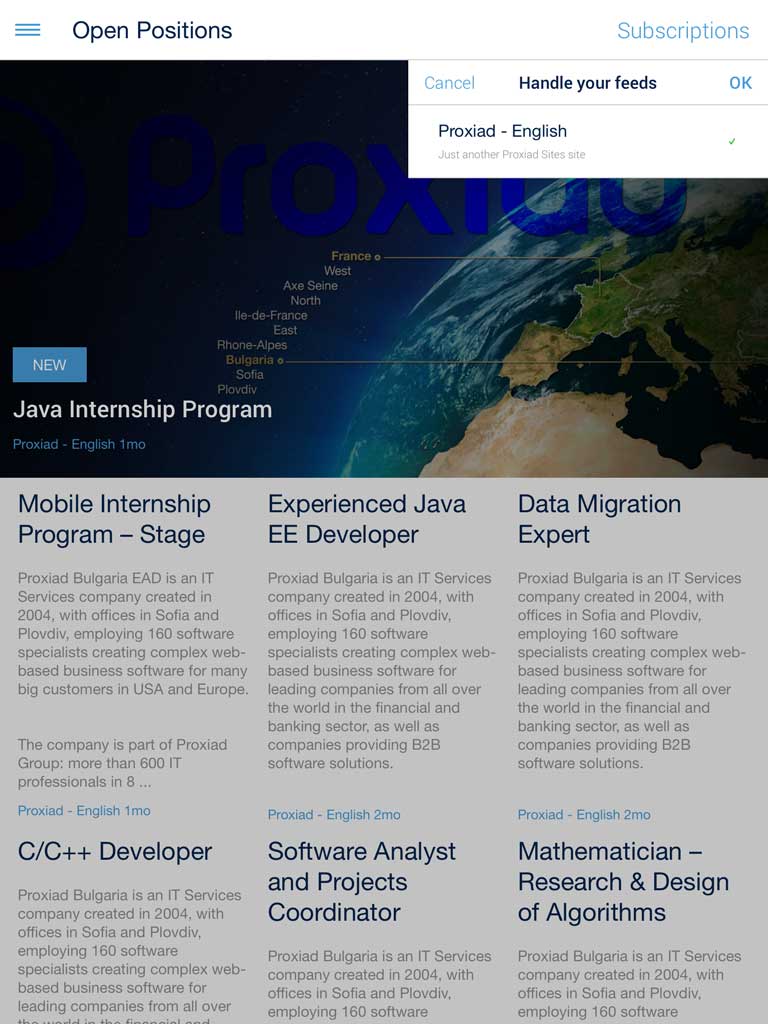 Open Positions
Subscriptions
Cancel
Handle your feeds
OK
Proxiad - English
Just another Proxiad Sites site
Proxiad
France
West
Axe Seine
North
Ile-de-France
East
Rhone-Alpes
Bulgaria
Sofia
Plovdiv
NEW
Java Internship Program
Proxiad - English 1mo
Mobile Internship
Program – Stage
Proxiad Bulgaria EAD is an IT
Services company created in
2004, with offices in Sofia and
Plovdiv, employing 160 software
specialists creating complex web-
based business software for many
big customers in USA and Europe.
The company is part of Proxiad
Group: more than 600 IT
professionals in 8 ...
Proxiad - English 1mo
Experienced Java
EE Developer
Proxiad Bulgaria is an IT Services
company created in 2004, with
offices in Sofia and Plovdiv,
employing 160 software
specialists creating complex web-
based business software for
leading companies from all over
the world in the financial and
banking sector, as well as
companies providing B2B
software solutions.
Proxiad - English 2mo
Data Migration
Expert
Proxiad Bulgaria is an IT Services
company created in 2004, with
offices in Sofia and Plovdiv,
employing 160 software
specialists creating complex web-
based business software for
leading companies from all over
the world in the financial and
banking sector, as well as
companies providing B2B
software solutions.
Proxiad - English 2mo
C/C++ Developer
Proxiad Bulgaria is an IT Services
company created in 2004, with
offices in Sofia and Plovdiv,
employing 160 software
specialists creating complex web-
based business software for
leading companies from all over
the world in the financial and
Software Analyst
and Projects
Coordinator
Proxiad Bulgaria is an IT Services
company created in 2004, with
offices in Sofia and Plovdiv,
employing 160 software
Mathematician –
Research & Design
of Algorithms
Proxiad Bulgaria is an IT Services
company created in 2004, with
offices in Sofia and Plovdiv,
employing 160 software